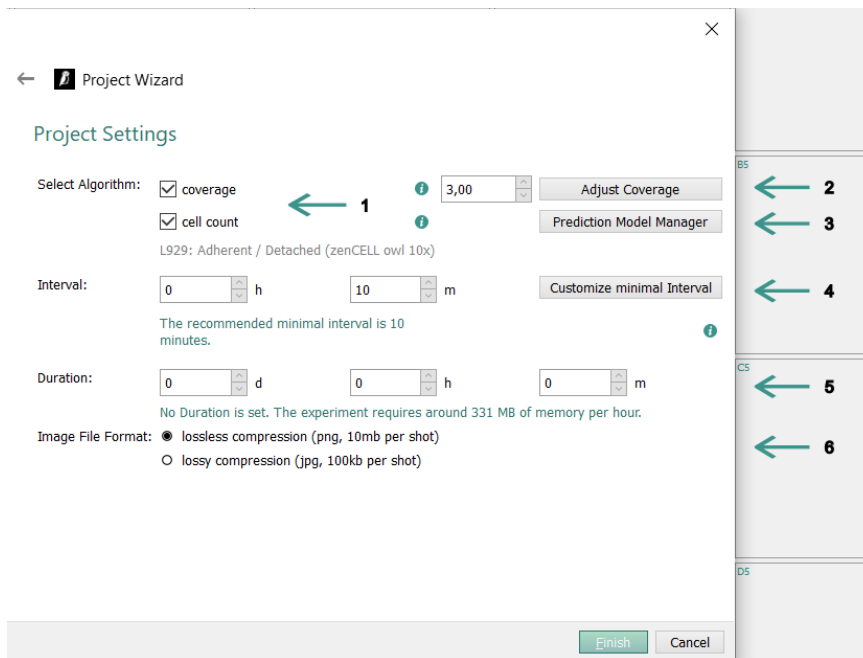 Project Wizard
Project Settings
B5
Select Algorithm: coverage 3,00 Adjust Coverage 2
1
cell count Prediction Model Manager 3
L929: Adherent / Detached (zenCELL owl 10x)
Interval: 0 h 10 m Customize minimal Interval 4
The recommended minimal interval is 10
minutes.
C5
Duration: 0 d 0 h 0 m 5
No Duration is set. The experiment requires around 331 MB of memory per hour.
Image File Format: lossless compression (png, 10mb per shot) 6
lossy compression (jpg, 100kb per shot)
D5
Finish Cancel